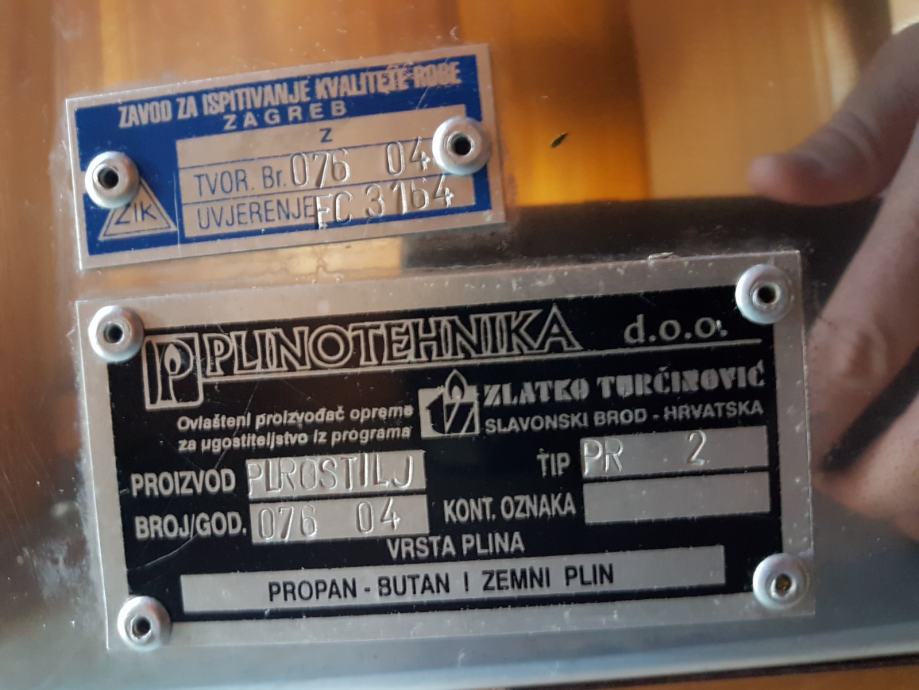 ZAVOD ZA ISPITIVANJE KVALITETE ROBE
ZAGREB
Z
TVOR. Br. 076 04
UVJERENJE FC 3164
ZIK
P PLINOTEHNIKA d.o.o.
ZLATKO TURČINOVIĆ
SLAVONSKI BROD - HRVATSKA
Ovlašteni proizvođač opreme
za ugostiteljstvo iz programa
PROIZVOD PLROSTILJ TIP PR 2
BROJ/GOD. 076 04 KONT. OZNAKA
VRSTA PLINA
PROPAN - BUTAN I ZEMNI PLIN